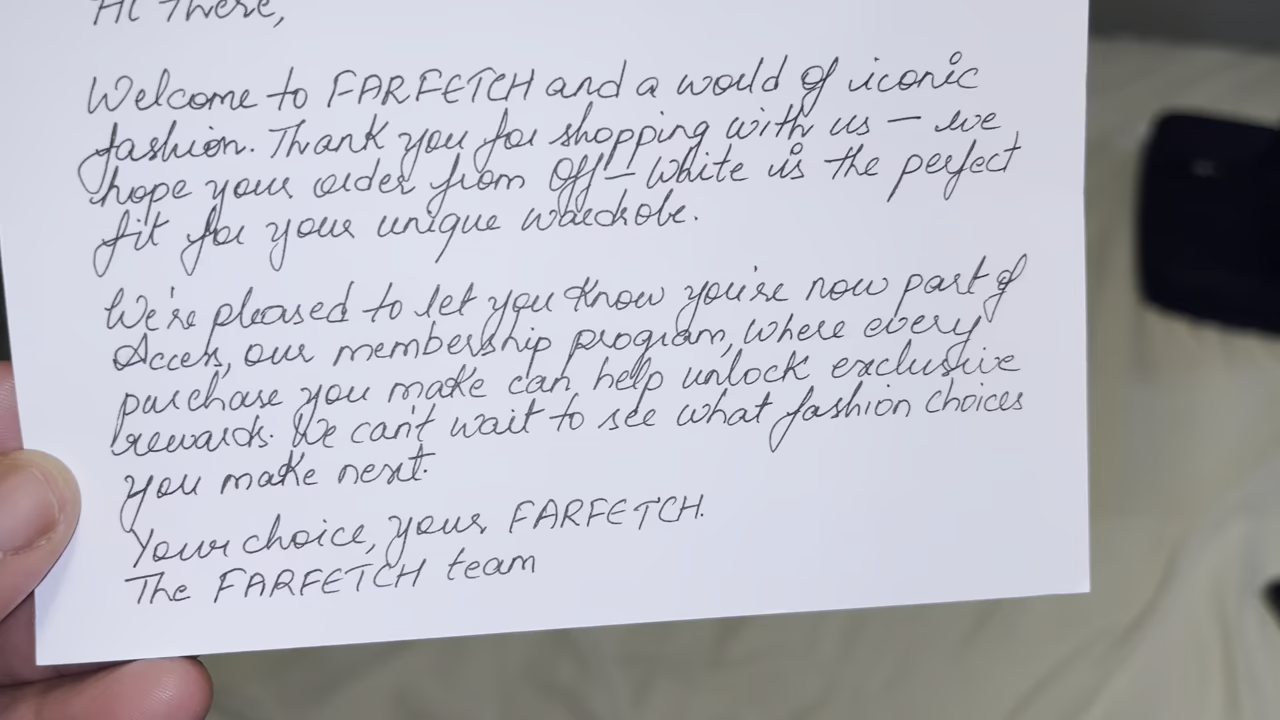 Hi There,
Welcome to FARFETCH and a world of iconic
fashion. Thank you for shopping with us – we
hope your order from Off-White is the perfect
fit for your unique wardrobe.
We're pleased to let you know you're now part of
Access, our membership program, where every
purchase you make can help unlock exclusive
rewards. We can't wait to see what fashion choices
you make next.
Your choice, your FARFETCH.
The FARFETCH team